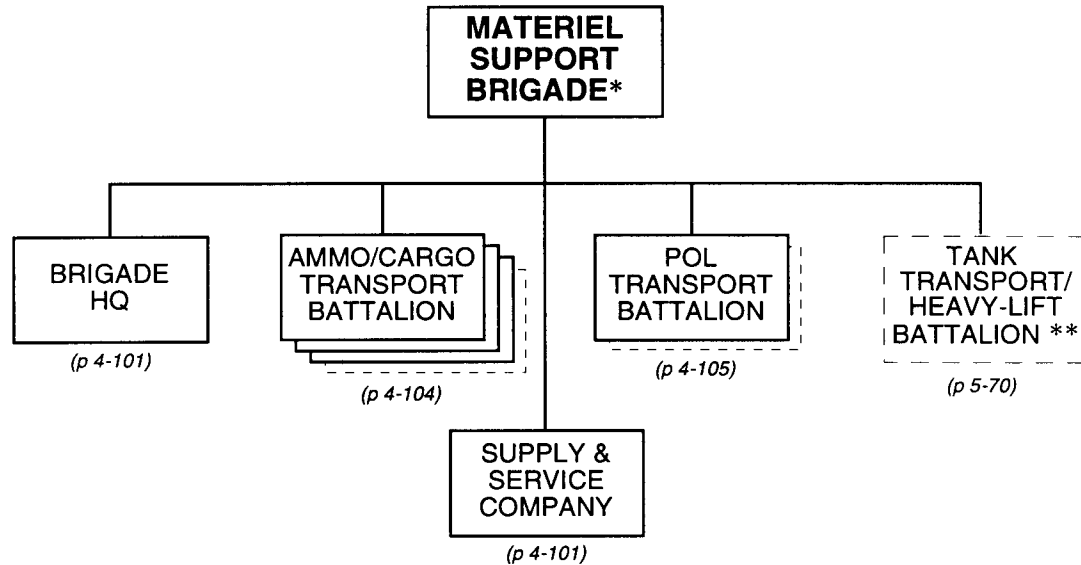 MATERIEL
SUPPORT
BRIGADE*
BRIGADE
HQ
(p 4-101)
AMMO/CARGO
TRANSPORT
BATTALION
(p 4-104)
POL
TRANSPORT
BATTALION
(p 4-105)
TANK
TRANSPORT/
HEAVY-LIFT
BATTALION **
(p 5-70)
SUPPLY &
SERVICE
COMPANY
(p 4-101)